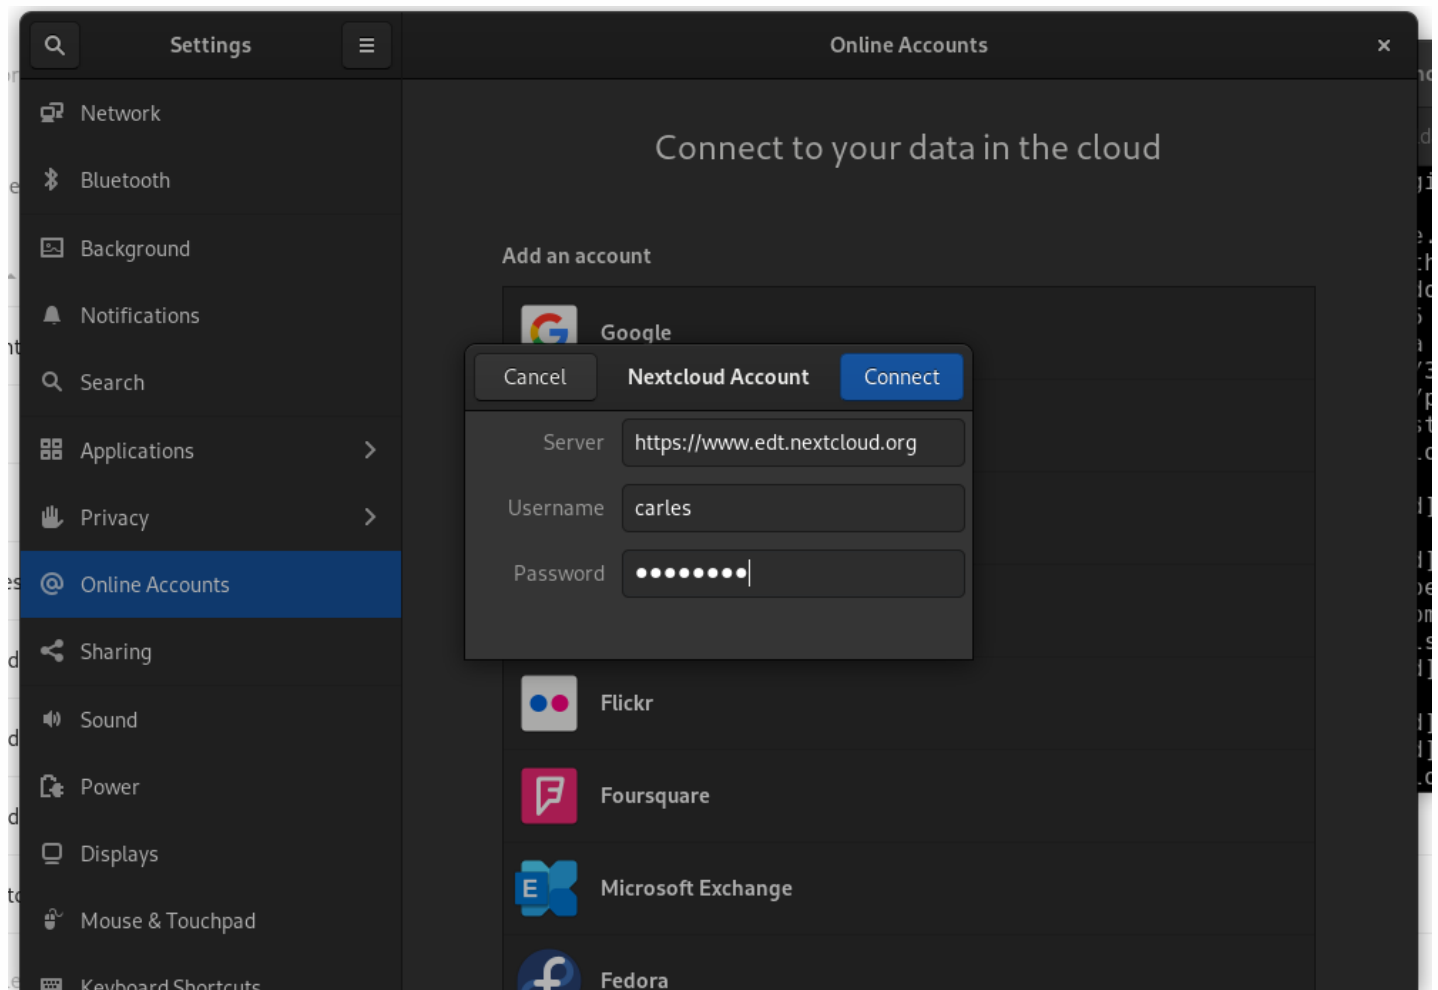 Settings
Online Accounts
Network
Bluetooth
Background
Notifications
Search
Applications
Privacy
Online Accounts
Sharing
Sound
Power
Displays
Mouse & Touchpad
Keyboard Shortcuts
Connect to your data in the cloud
Add an account
Google
Cancel
Nextcloud Account
Connect
Server
https://www.edt.nextcloud.org
Username
carles
Password
Flickr
Foursquare
Microsoft Exchange
Fedora